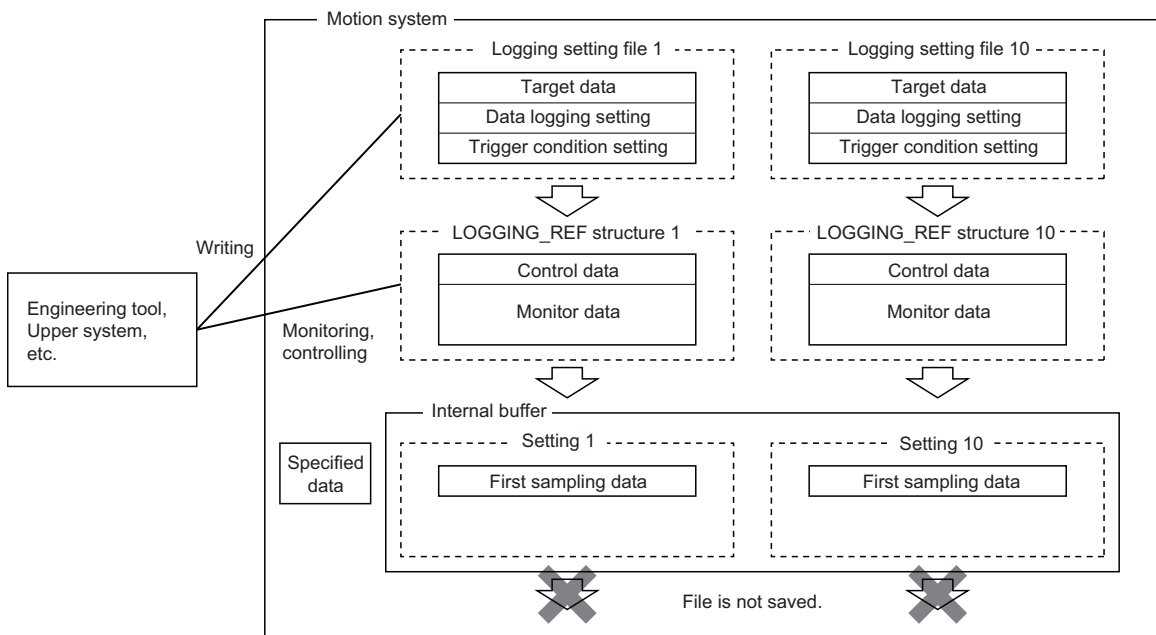 Motion system
Logging setting file 1
Logging setting file 10
Target data
Target data
Data logging setting
Data logging setting
Trigger condition setting
Trigger condition setting
Writing
LOGGING_REF structure 1
LOGGING_REF structure 10
Control data
Control data
Monitor data
Monitor data
Engineering tool,
Upper system,
etc.
Monitoring,
controlling
Internal buffer
Setting 1
Setting 10
Specified
data
First sampling data
First sampling data
File is not saved.